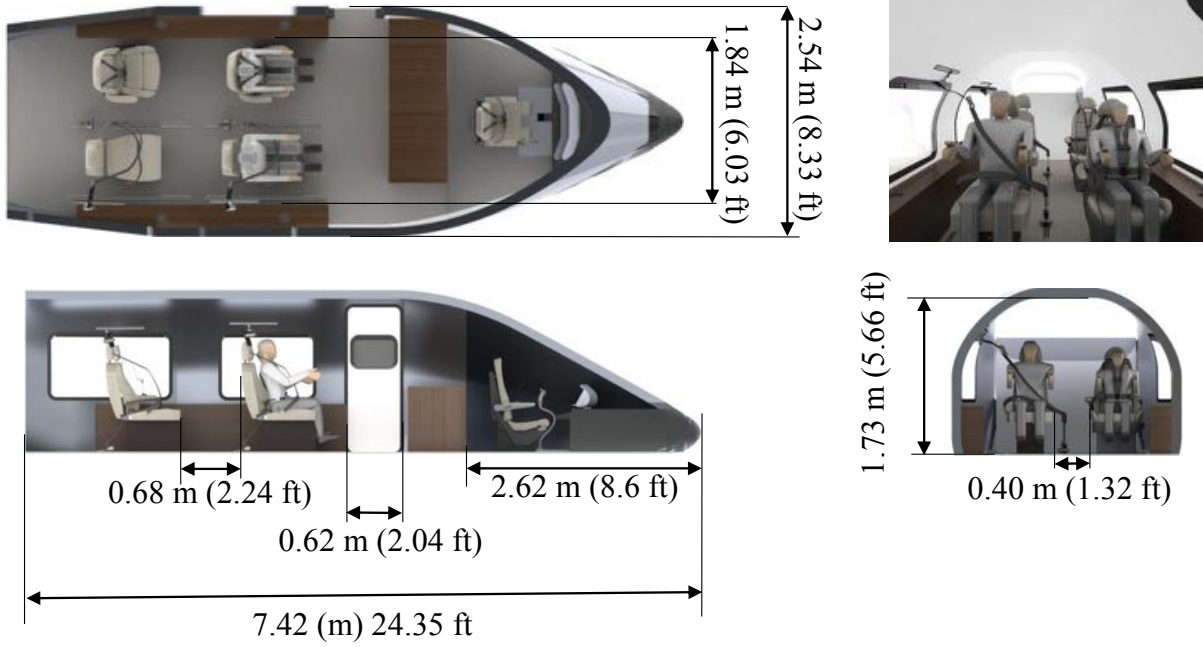 1.84 m (6.03 ft)
2.54 m (8.33 ft)
1.73 m (5.66 ft)
0.68 m (2.24 ft)
2.62 m (8.6 ft)
0.40 m (1.32 ft)
0.62 m (2.04 ft)
7.42 (m) 24.35 ft